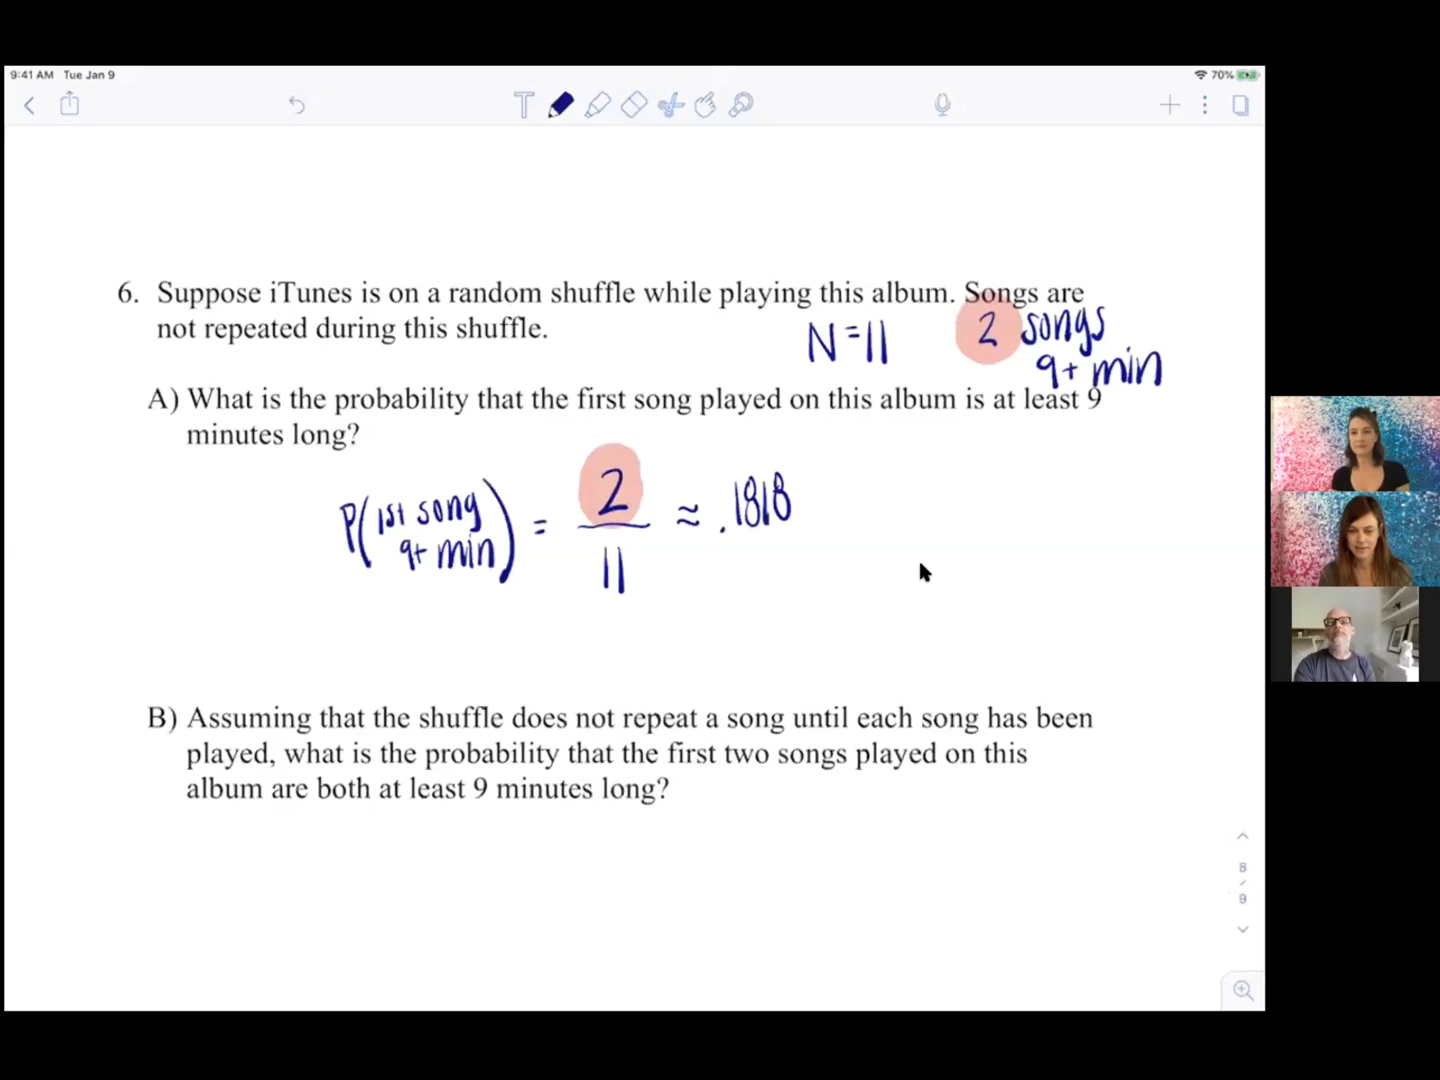 9:41 AM Tue Jan 9
70%
6. Suppose iTunes is on a random shuffle while playing this album. Songs are
not repeated during this shuffle.
N=11
2 songs
9+ min
A) What is the probability that the first song played on this album is at least 9
minutes long?
P(1st song
9+ min) = 2/11 ≈ .1818
B) Assuming that the shuffle does not repeat a song until each song has been
played, what is the probability that the first two songs played on this
album are both at least 9 minutes long?